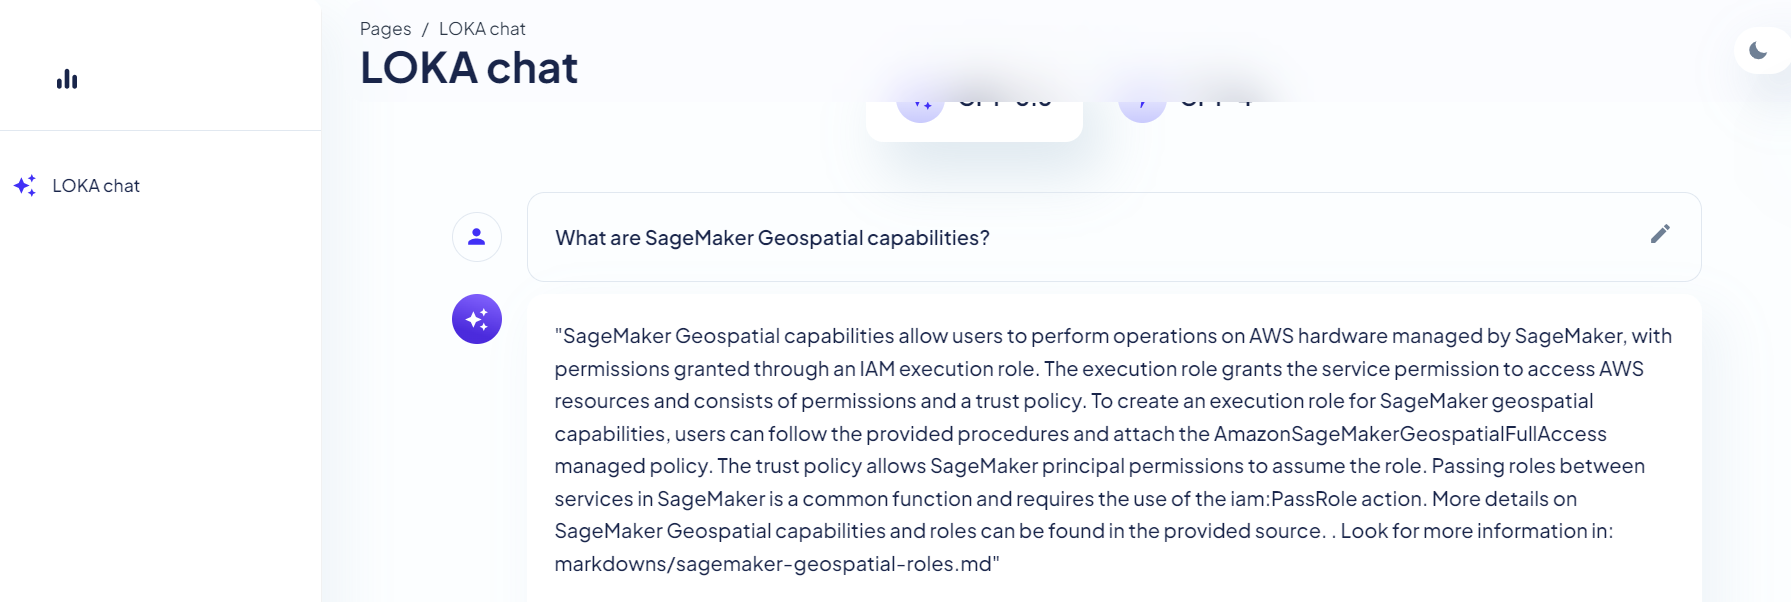 Pages / LOKA chat
LOKA chat
LOKA chat
What are SageMaker Geospatial capabilities?
"SageMaker Geospatial capabilities allow users to perform operations on AWS hardware managed by SageMaker, with
permissions granted through an IAM execution role. The execution role grants the service permission to access AWS
resources and consists of permissions and a trust policy. To create an execution role for SageMaker geospatial
capabilities, users can follow the provided procedures and attach the AmazonSageMakerGeospatialFullAccess
managed policy. The trust policy allows SageMaker principal permissions to assume the role. Passing roles between
services in SageMaker is a common function and requires the use of the iam:PassRole action. More details on
SageMaker Geospatial capabilities and roles can be found in the provided source. . Look for more information in:
markdowns/sagemaker-geospatial-roles.md"